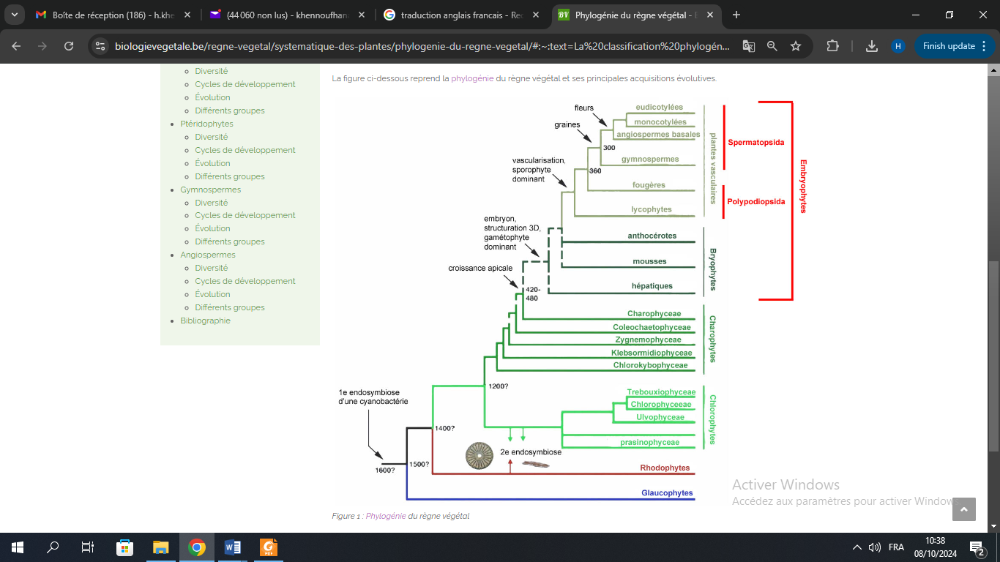 Boîte de réception (186) - h.khe
(44 060 non lus) - khennoufhana
traduction anglais francais - Rec
BV
Phylogénie du règne végétal - B
biologievegetale.be/regne-vegetal/systematique-des-plantes/phylogenie-du-regne-vegetal/#:~:text=La%20classification%20phylogén...
H
Finish update
Diversité
Cycles de développement
Évolution
Différents groupes
Ptéridophytes
Diversité
Cycles de développement
Évolution
Différents groupes
Gymnospermes
Diversité
Cycles de développement
Évolution
Différents groupes
Angiospermes
Diversité
Cycles de développement
Évolution
Différents groupes
Bibliographie
La figure ci-dessous reprend la phylogénie du règne végétal et ses principales acquisitions évolutives.
fleurs
graines
vascularisation,
sporophyte
dominant
embryon,
structuration 3D,
gamétophyte
dominant
croissance apicale
1e endosymbiose
d'une cyanobactérie
300
360
420-
480
1200?
1400?
1500?
1600?
2e endosymbiose
eudicotylées
monocotylées
angiospermes basales
gymnospermes
fougères
lycophytes
anthocérotes
mousses
hépatiques
Charophyceae
Coleochaetophyceae
Zygnemophyceae
Klebsormidiophyceae
Chlorokybophyceae
Trebouxiophyceae
Chlorophyceeae
Ulvophyceae
prasinophyceae
Rhodophytes
Glaucophytes
plantes vasculaires
Bryophytes
Charophytes
Chlorophytes
Spermatopsida
Polypodiopsida
Embryophytes
Figure 1 : Phylogénie du règne végétal
Activer Windows
Accédez aux paramètres pour activer Windows
PDF
FRA
10:38
08/10/2024
2